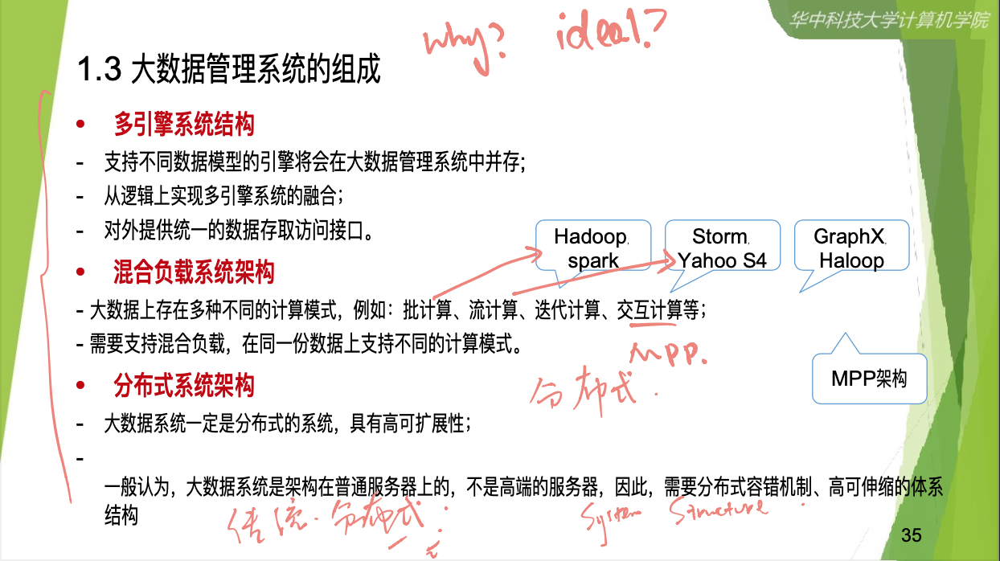 华中科技大学计算机学院
why? ideal?
1.3 大数据管理系统的组成
• 多引擎系统结构
- 支持不同数据模型的引擎将会在大数据管理系统中并存;
- 从逻辑上实现多引擎系统的融合;
- 对外提供统一的数据存取访问接口。
Hadoop,
spark
Storm,
Yahoo S4
GraphX,
Haloop
• 混合负载系统架构
- 大数据上存在多种不同的计算模式，例如：批计算、流计算、迭代计算、交互计算等;
- 需要支持混合负载，在同一份数据上支持不同的计算模式。
MPP.
MPP架构
• 分布式系统架构
分布式.
- 大数据系统一定是分布式的系统，具有高可扩展性;
-
一般认为，大数据系统是架构在普通服务器上的，不是高端的服务器，因此，需要分布式容错机制、高可伸缩的体系
结构
传统.分布式:
System Structure.
35